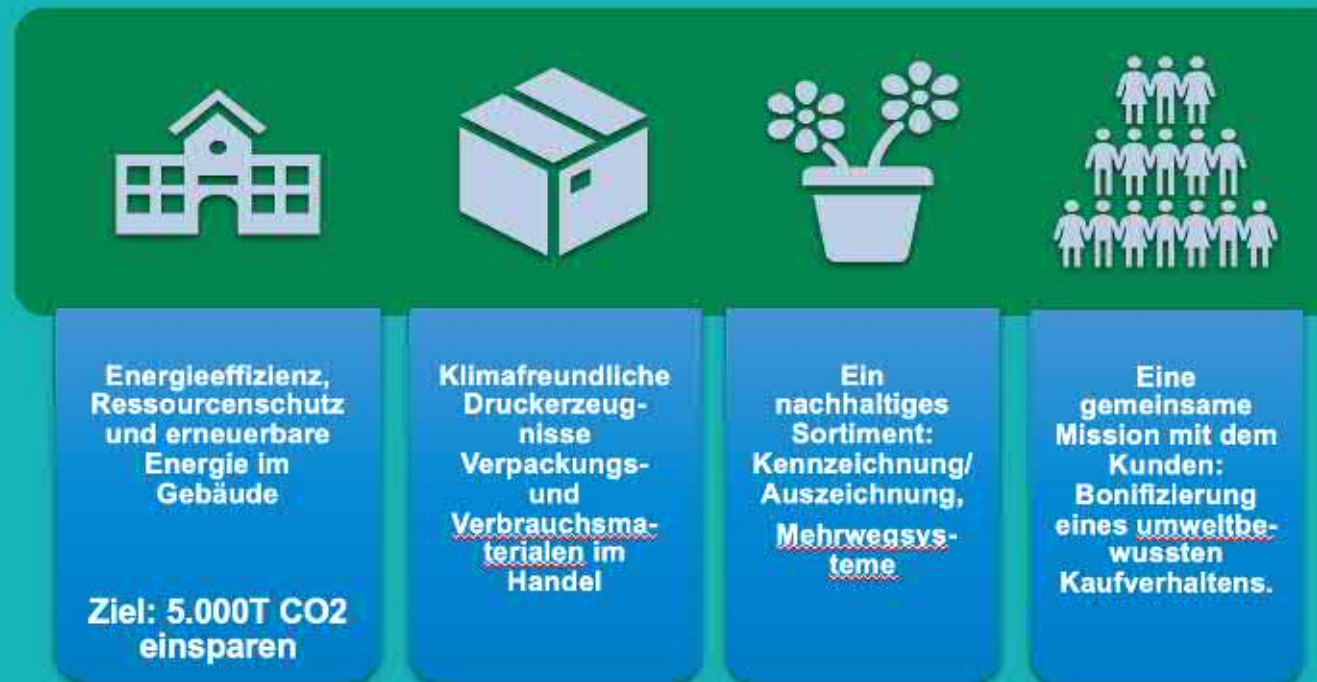 Energieeffizienz,
Ressourcenschutz
und erneuerbare
Energie im
Gebäude
Ziel: 5.000T CO2
einsparen
Klimafreundliche
Druckerzeug-
nisse
Verpackungs-
und
Verbrauchsma-
terialen im
Handel
Ein
nachhaltiges
Sortiment:
Kennzeichnung/
Auszeichnung,
Mehrwegsys-
teme
Eine
gemeinsame
Mission mit dem
Kunden:
Bonifizierung
eines umweltbe-
wussten
Kaufverhaltens.